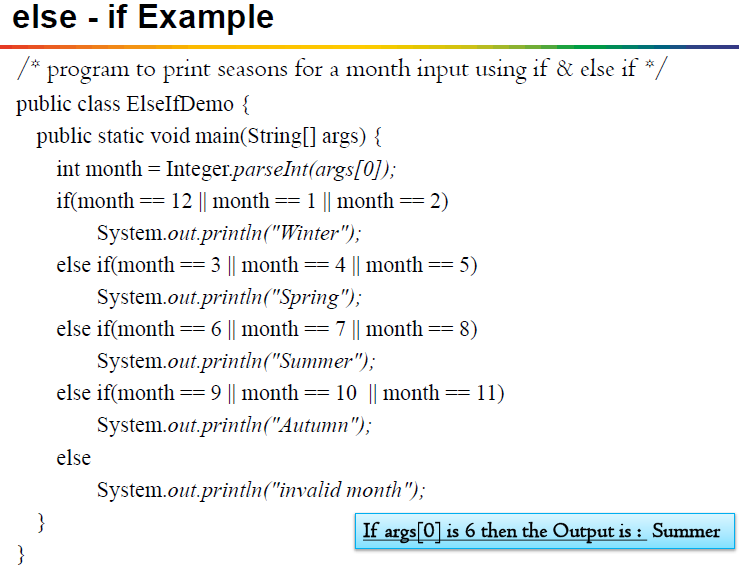 else - if Example
/* program to print seasons for a month input using if & else if */
public class ElseIfDemo {
public static void main(String[] args) {
int month = Integer.parseInt(args[0]);
if(month == 12 || month == 1 || month == 2)
System.out.println("Winter");
else if(month == 3 || month == 4 || month == 5)
System.out.println("Spring");
else if(month == 6 || month == 7 || month == 8)
System.out.println("Summer");
else if(month == 9 || month == 10  || month == 11)
System.out.println("Autumn");
else
System.out.println("invalid month");
}
If args[0] is 6 then the Output is : Summer
}